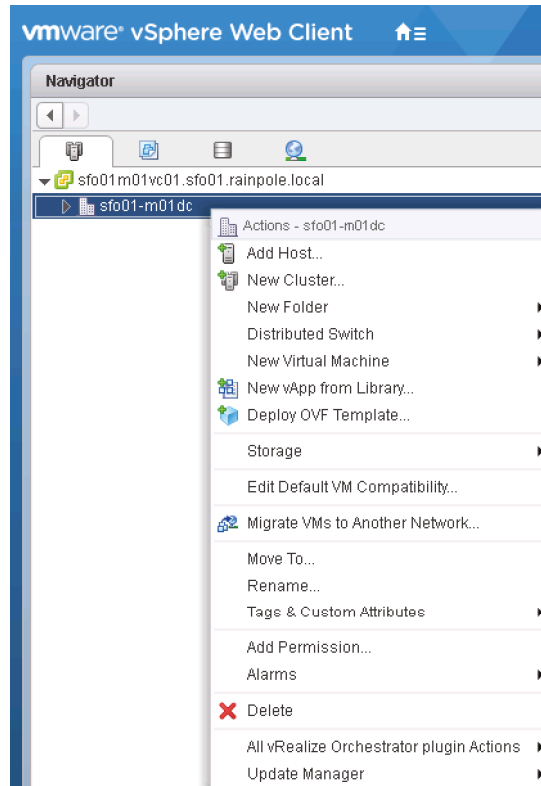 vmware® vSphere Web Client
Navigator
sfo01m01vc01.sfo01.rainpole.local
sfo01-m01dc
Actions - sfo01-m01dc
Add Host...
New Cluster...
New Folder
Distributed Switch
New Virtual Machine
New vApp from Library...
Deploy OVF Template...
Storage
Edit Default VM Compatibility...
Migrate VMs to Another Network...
Move To...
Rename...
Tags & Custom Attributes
Add Permission...
Alarms
Delete
All vRealize Orchestrator plugin Actions
Update Manager